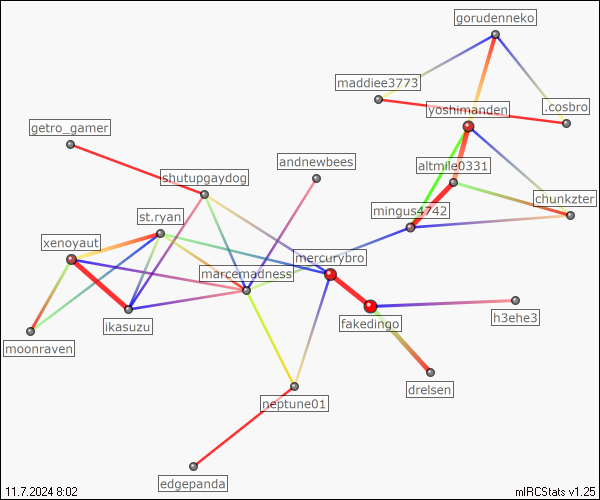 gorudenneko
maddiee3773
.cosbro
yoshimanden
getro_gamer
andnewbees
altmile0331
shutupgaydog
chunkzter
st.ryan
mingus4742
xenoyaut
mercurybro
marcemadness
h3ehe3
ikasuzu
fakedingo
moonraven
drelsen
neptune01
edgepanda
11.7.2024 8:02
mIRCStats v1.25